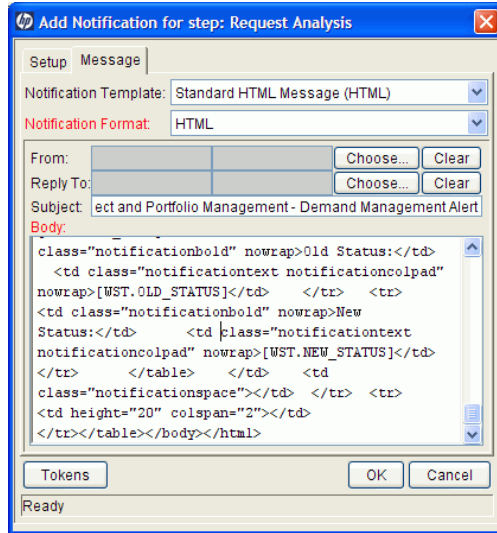 Add Notification for step: Request Analysis
Setup Message
Notification Template: Standard HTML Message (HTML)
Notification Format: HTML
From: Choose... Clear
Reply To: Choose... Clear
Subject: ect and Portfolio Management - Demand Management Alert
Body:
class="notificationbold" nowrap>Old Status:</td>
<td class="notificationtext notificationcolpad"
nowrap>[WST.OLD_STATUS]</td> </tr> <tr>
<td class="notificationbold" nowrap>New
Status:</td> <td class="notificationtext
notificationcolpad" nowrap>[WST.NEW_STATUS]</td>
</tr> </table> </td> <td
class="notificationspace"></td> </tr> <tr>
<td height="20" colspan="2"></td>
</tr></table></body></html>
Tokens OK Cancel
Ready